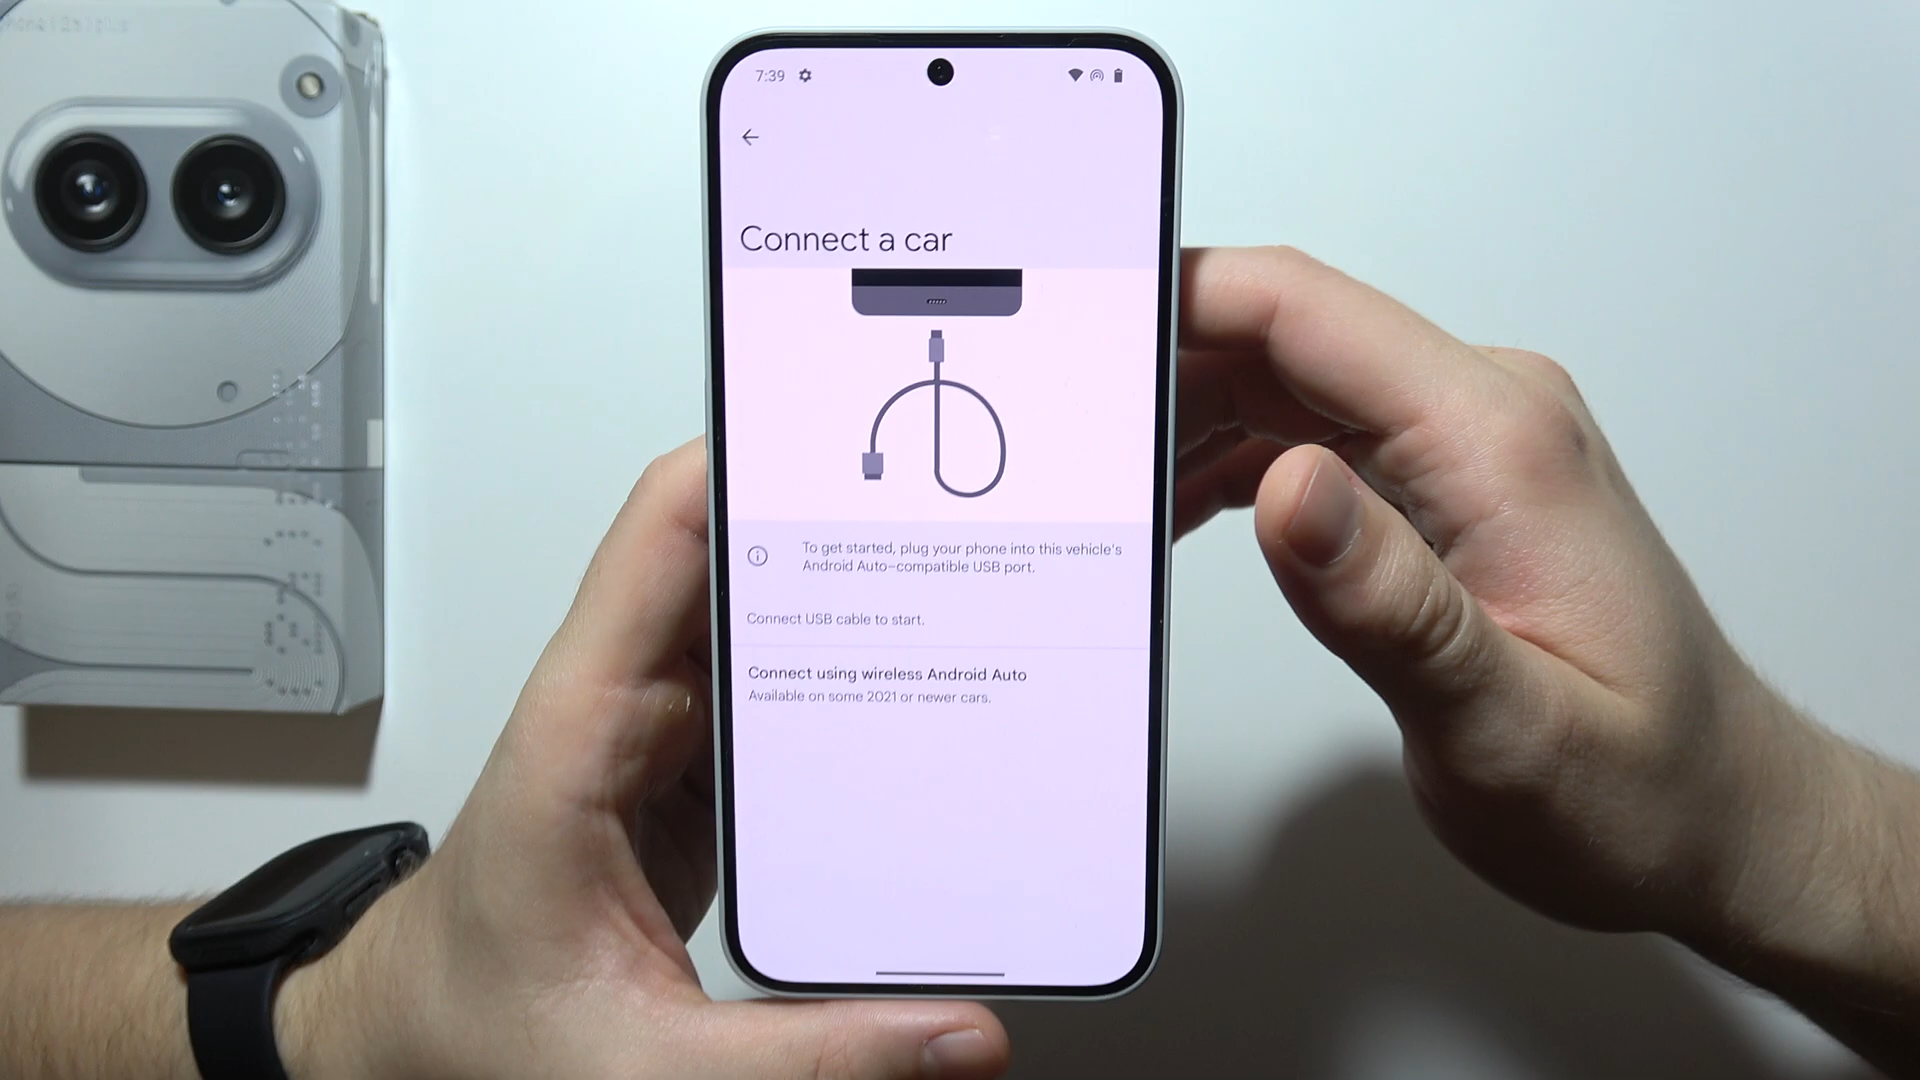 7:39
Connect a car
To get started, plug your phone into this vehicle's
Android Auto-compatible USB port.
Connect USB cable to start.
Connect using wireless Android Auto
Available on some 2021 or newer cars.